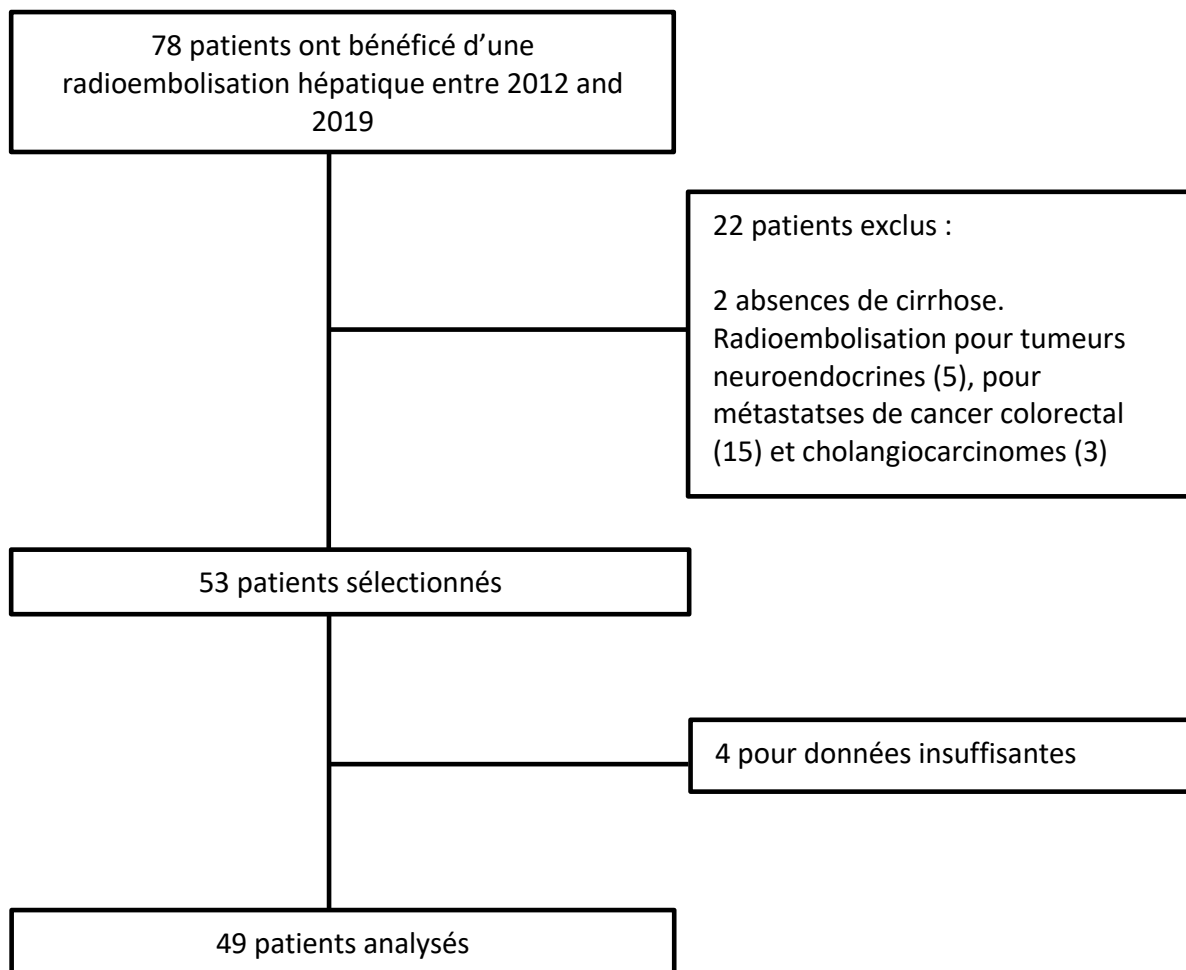 78 patients ont bénéficé d’une
radioembolisation hépatique entre 2012 and
2019
22 patients exclus :
2 absences de cirrhose.
Radioembolisation pour tumeurs
neuroendocrines (5), pour
métastatses de cancer colorectal
(15) et cholangiocarcinomes (3)
53 patients sélectionnés
4 pour données insuffisantes
49 patients analysés